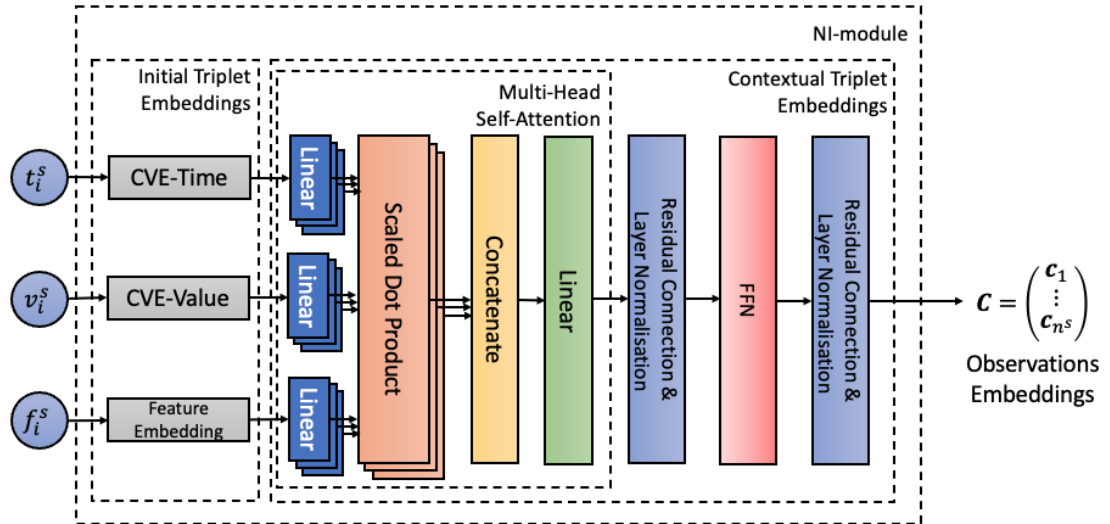 NI-module
Initial Triplet
Embeddings
Contextual Triplet
Embeddings
Multi-Head
Self-Attention
t_i^s
CVE-Time
Linear
v_i^s
CVE-Value
Linear
f_i^s
Feature
Embedding
Linear
Scaled Dot Product
Concatenate
Linear
Residual Connection &
Layer Normalisation
FFN
Residual Connection &
Layer Normalisation
C = (c_1
⋮
c_{n^s})
Observations
Embeddings